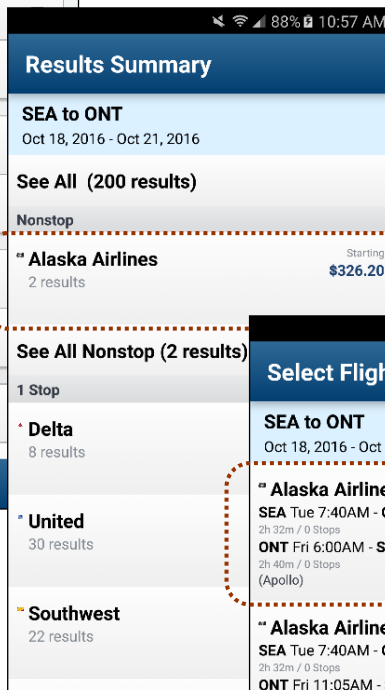 88% 10:57 AM
Results Summary
SEA to ONT
Oct 18, 2016 - Oct 21, 2016
See All (200 results)
Nonstop
Alaska Airlines
Starting
2 results
$326.20
See All Nonstop (2 results)
1 Stop
Delta
8 results
United
30 results
Southwest
22 results
Select Fligh
SEA to ONT
Oct 18, 2016 - Oct
Alaska Airline
SEA Tue 7:40AM -
2h 32m / 0 Stops
ONT Fri 6:00AM - S
2h 40m / 0 Stops
(Apollo)
Alaska Airline
SEA Tue 7:40AM -
2h 32m / 0 Stops
ONT Fri 11:05AM -